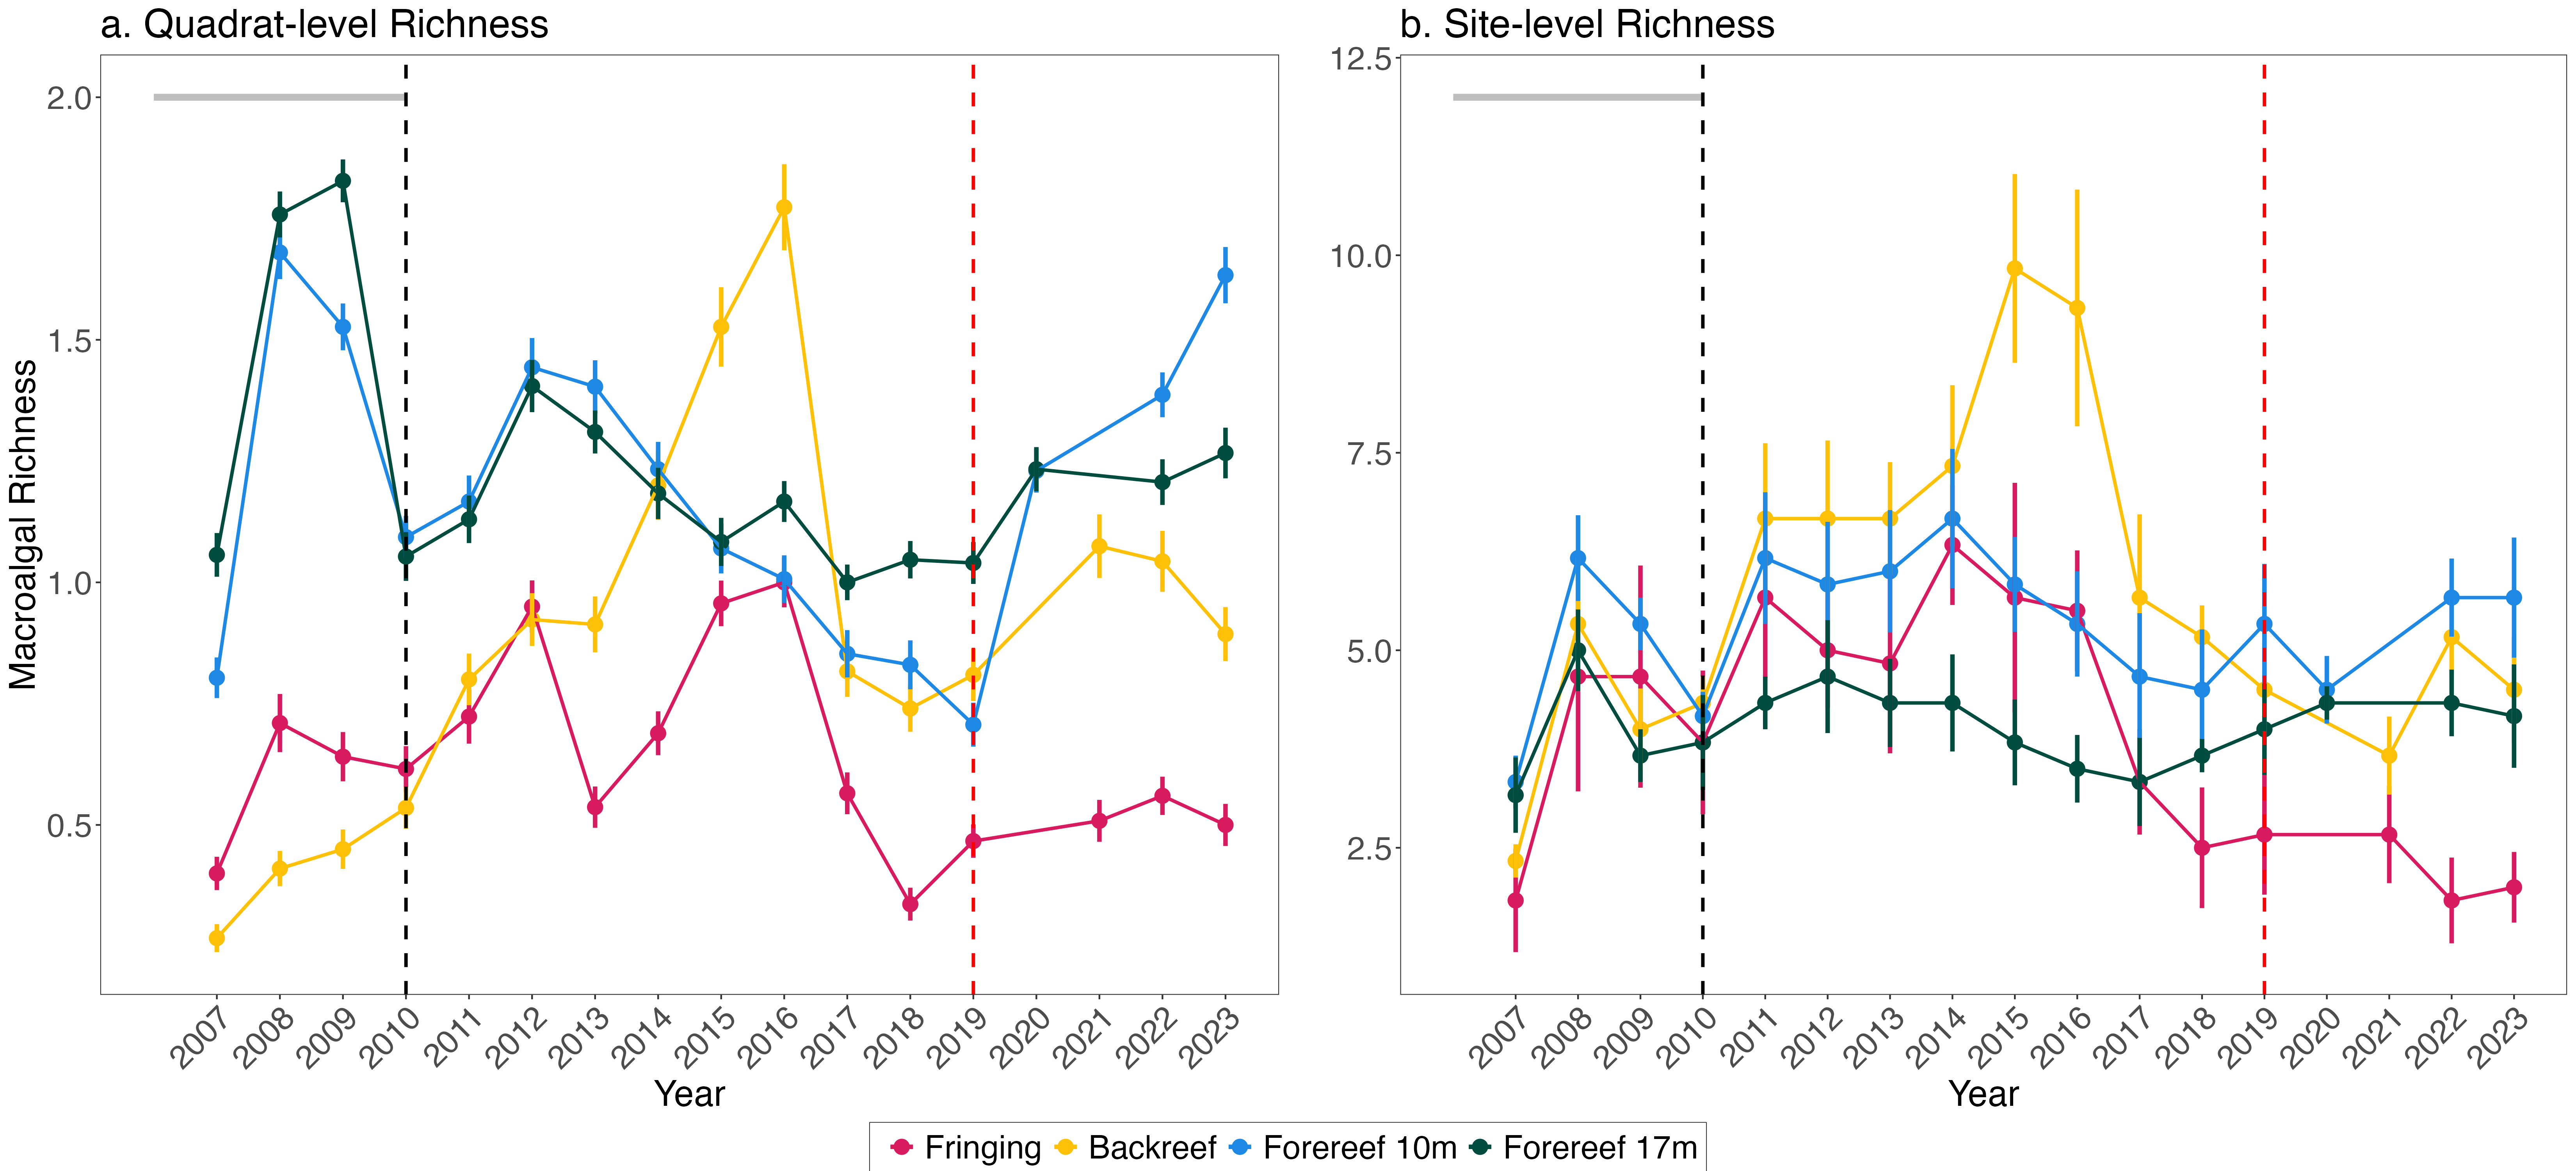 a. Quadrat-level Richness
b. Site-level Richness
Macroalgal Richness
2.0
1.5
1.0
0.5
12.5
10.0
7.5
5.0
2.5
2007 2008 2009 2010 2011 2012 2013 2014 2015 2016 2017 2018 2019 2020 2021 2022 2023
2007 2008 2009 2010 2011 2012 2013 2014 2015 2016 2017 2018 2019 2020 2021 2022 2023
Year
Year
Fringing Backreef Forereef 10m Forereef 17m